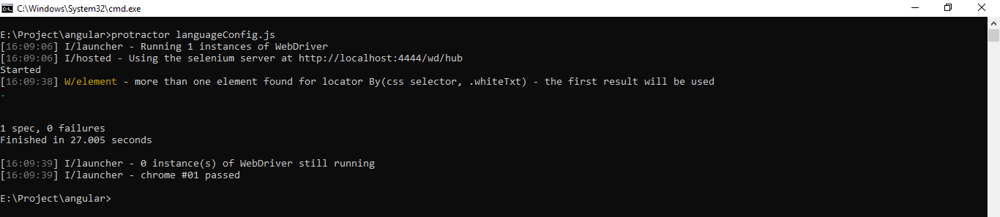 C:\Windows\System32\cmd.exe
E:\Project\angular>protractor languageConfig.js
[16:09:06] I/launcher - Running 1 instances of WebDriver
[16:09:06] I/hosted - Using the selenium server at http://localhost:4444/wd/hub
Started
[16:09:38] W/element - more than one element found for locator By(css selector, .whiteTxt) - the first result will be used
.
1 spec, 0 failures
Finished in 27.005 seconds
[16:09:39] I/launcher - 0 instance(s) of WebDriver still running
[16:09:39] I/launcher - chrome #01 passed
E:\Project\angular>